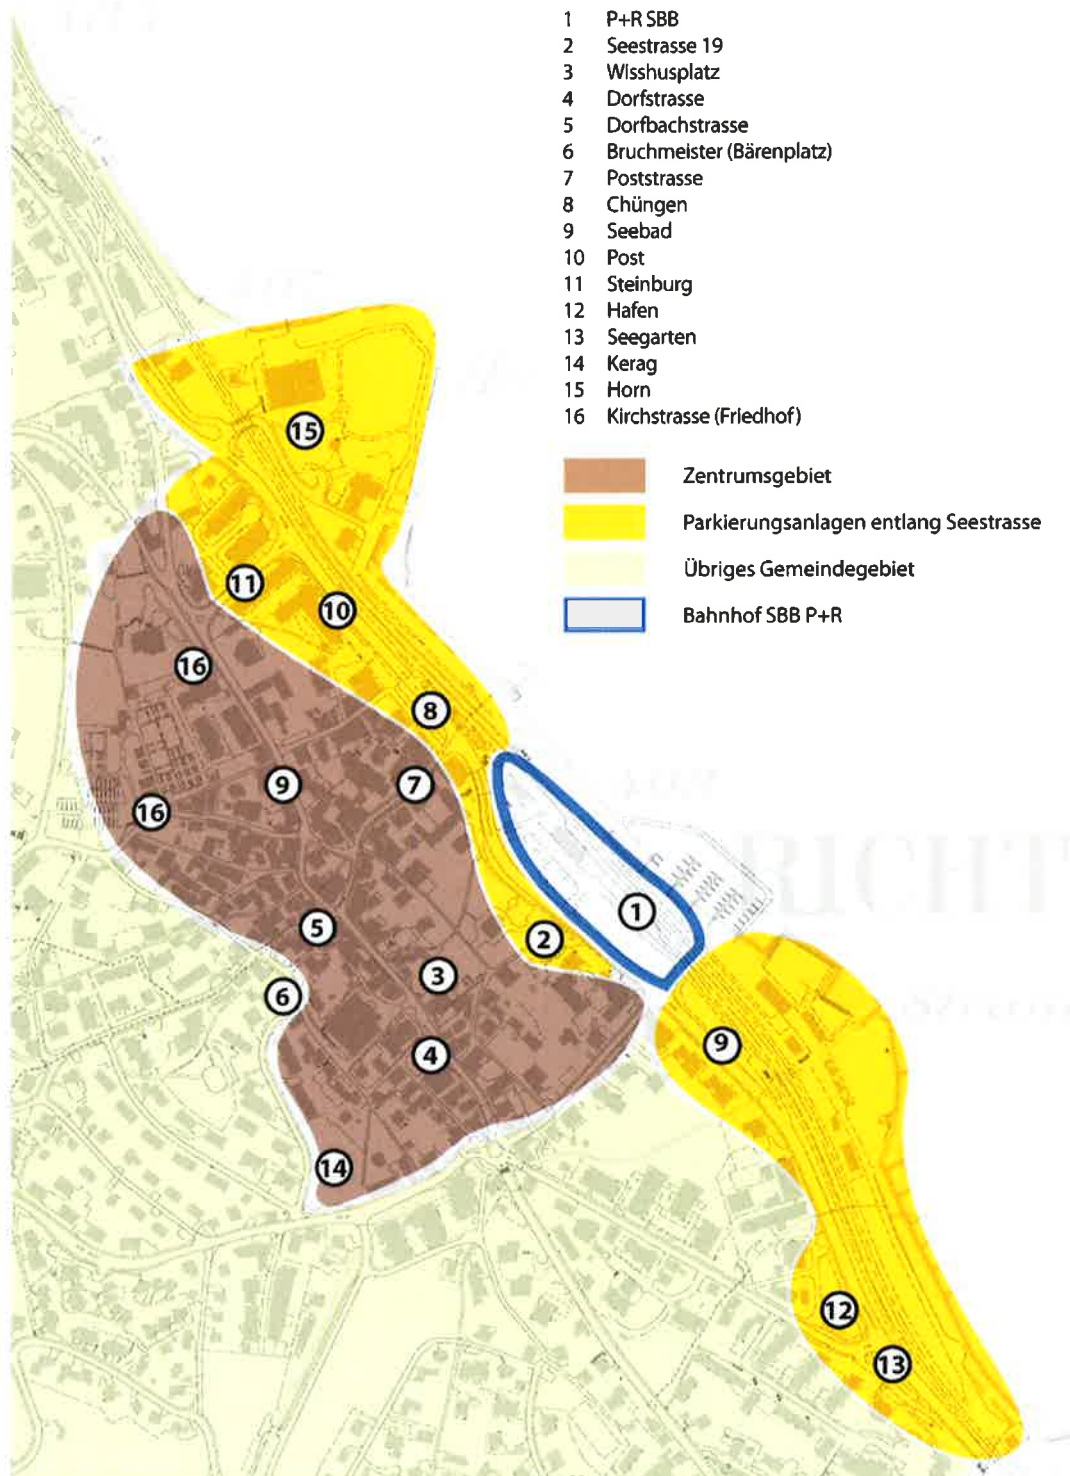 1 P+R SBB
2 Seestrasse 19
3 Wisshusplatz
4 Dorfstrasse
5 Dorfbachstrasse
6 Bruchmeister (Bärenplatz)
7 Poststrasse
8 Chüngen
9 Seebad
10 Post
11 Steinburg
12 Hafen
13 Seegarten
14 Kerag
15 Horn
16 Kirchstrasse (Friedhof)
Zentrumsgebiet
Parkierungsanlagen entlang Seestrasse
Übriges Gemeindegebiet
Bahnhof SBB P+R
15
11
10
16
8
9
7
16
RICHT
1
5
2
3
6
9
4
14
12
13